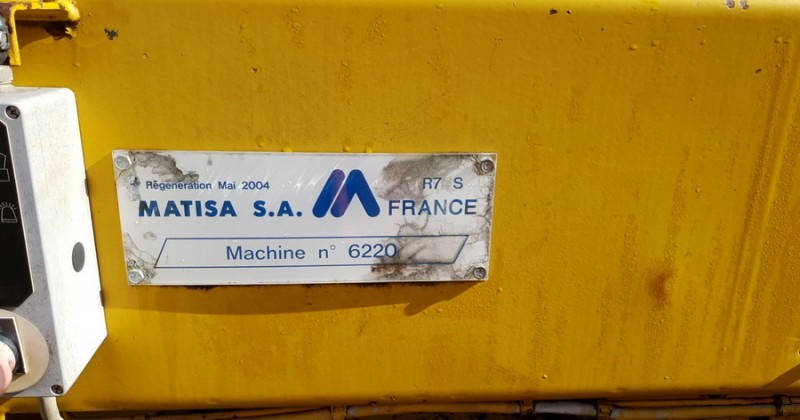 Régénération Mai 2004 R7 S
MATISA S.A. FRANCE
Machine n° 6220